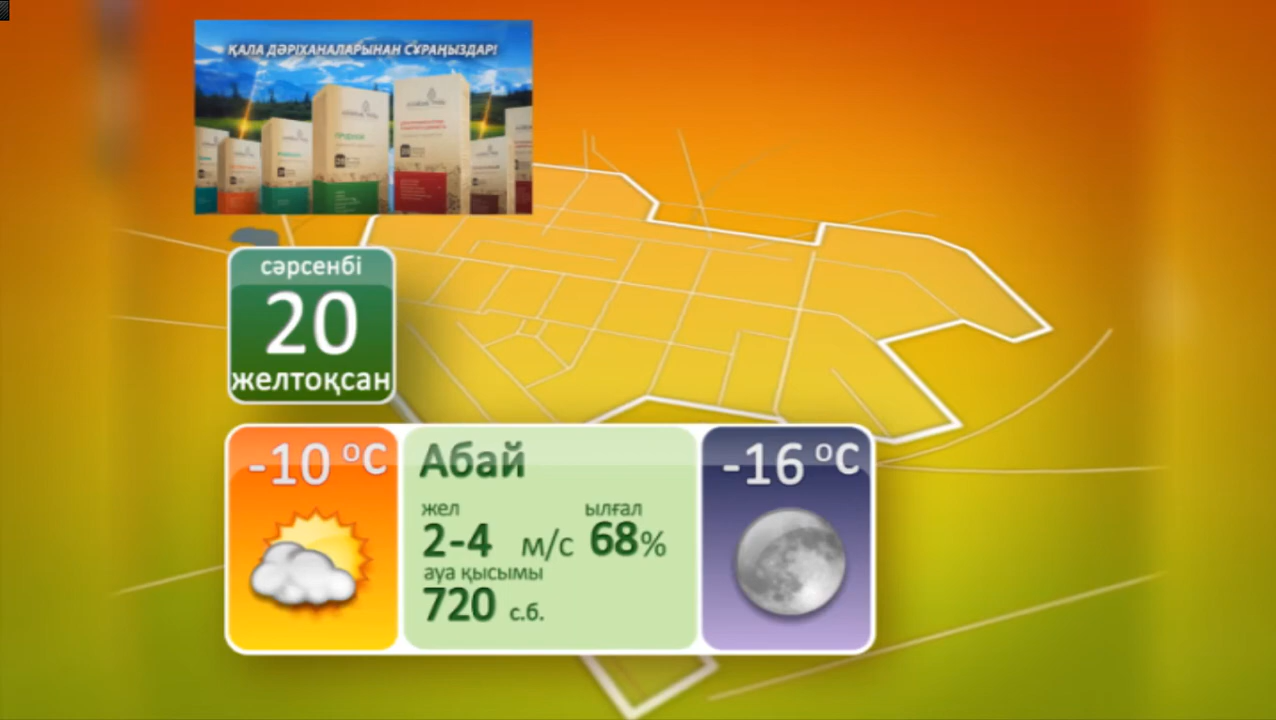 ҚАЛА ДӘРІХАНАЛАРЫНАН СҰРАҢЫЗДАР!
сәрсенбі
20
желтоқсан
-10 °C
Абай
-16 °C
жел
ылғал
2-4 м/с
68%
ауа қысымы
720 с.б.